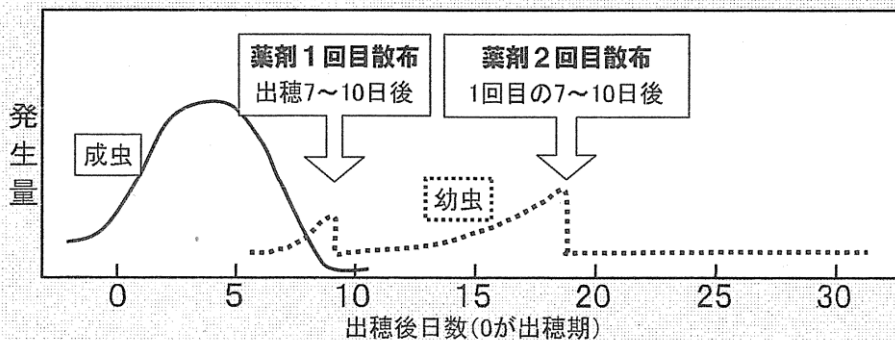 薬剤1回目散布
出穂7～10日後
薬剤2回目散布
1回目の7～10日後
発生量
成虫
幼虫
0 5 10 15 20 25 30
出穂後日数(0が出穂期)